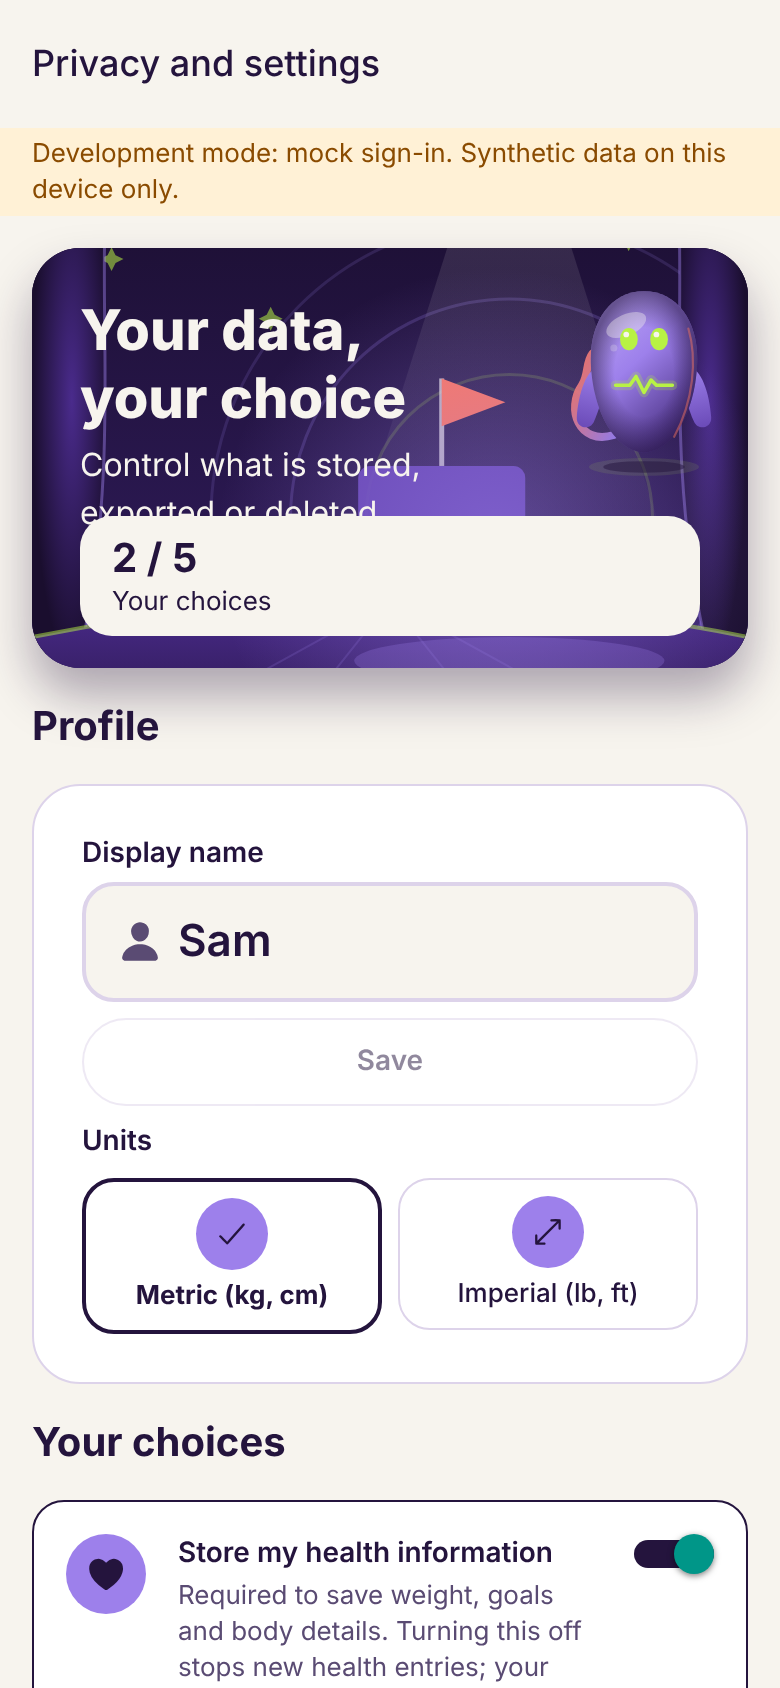 Privacy and settings
Development mode: mock sign-in. Synthetic data on this
device only.
Your data,
your choice
Control what is stored,
exported or deleted
2 / 5
Your choices
Profile
Display name
Sam
Save
Units
Metric (kg, cm)
Imperial (lb, ft)
Your choices
Store my health information
Required to save weight, goals
and body details. Turning this off
stops new health entries; your